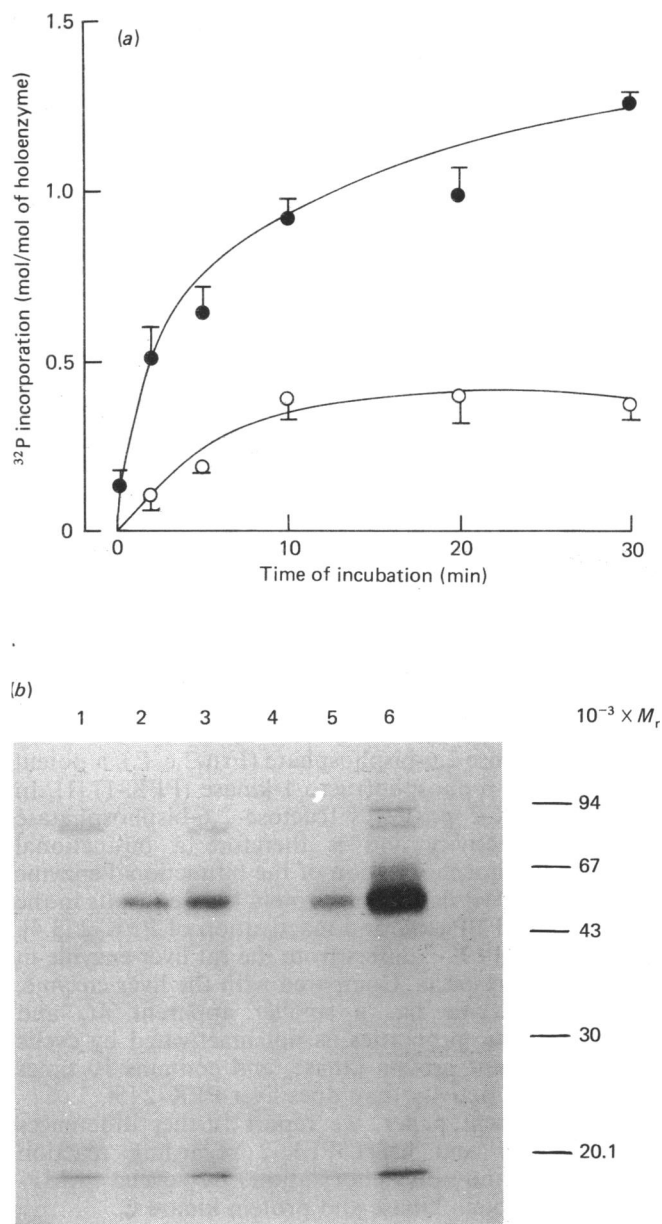 (a)
1.5
1.0
0.5
0
³²P incorporation (mol/mol of holoenzyme)
0 10 20 30
Time of incubation (min)
(b)
1 2 3 4 5 6 10⁻³ × Mᵣ
94
67
43
30
20.1